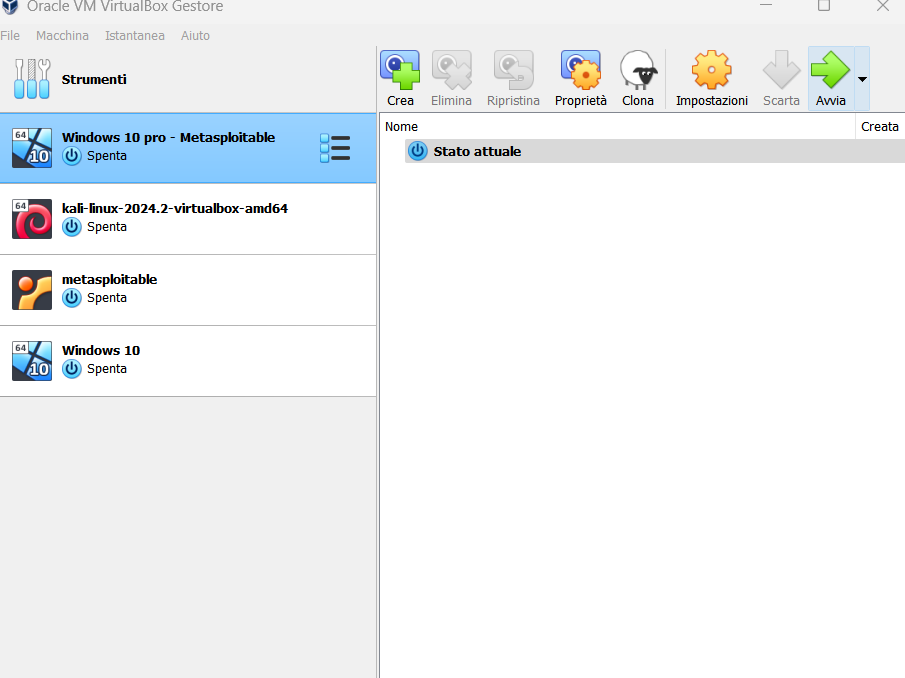 Oracle VM VirtualBox Gestore
File Macchina Istantanea Aiuto
Strumenti
64
10
Windows 10 pro - Metasploitable
Spenta
64
kali-linux-2024.2-virtualbox-amd64
Spenta
metasploitable
Spenta
64
10
Windows 10
Spenta
Crea Elimina Ripristina Proprietà Clona Impostazioni Scarta Avvia
Nome Creata
Stato attuale